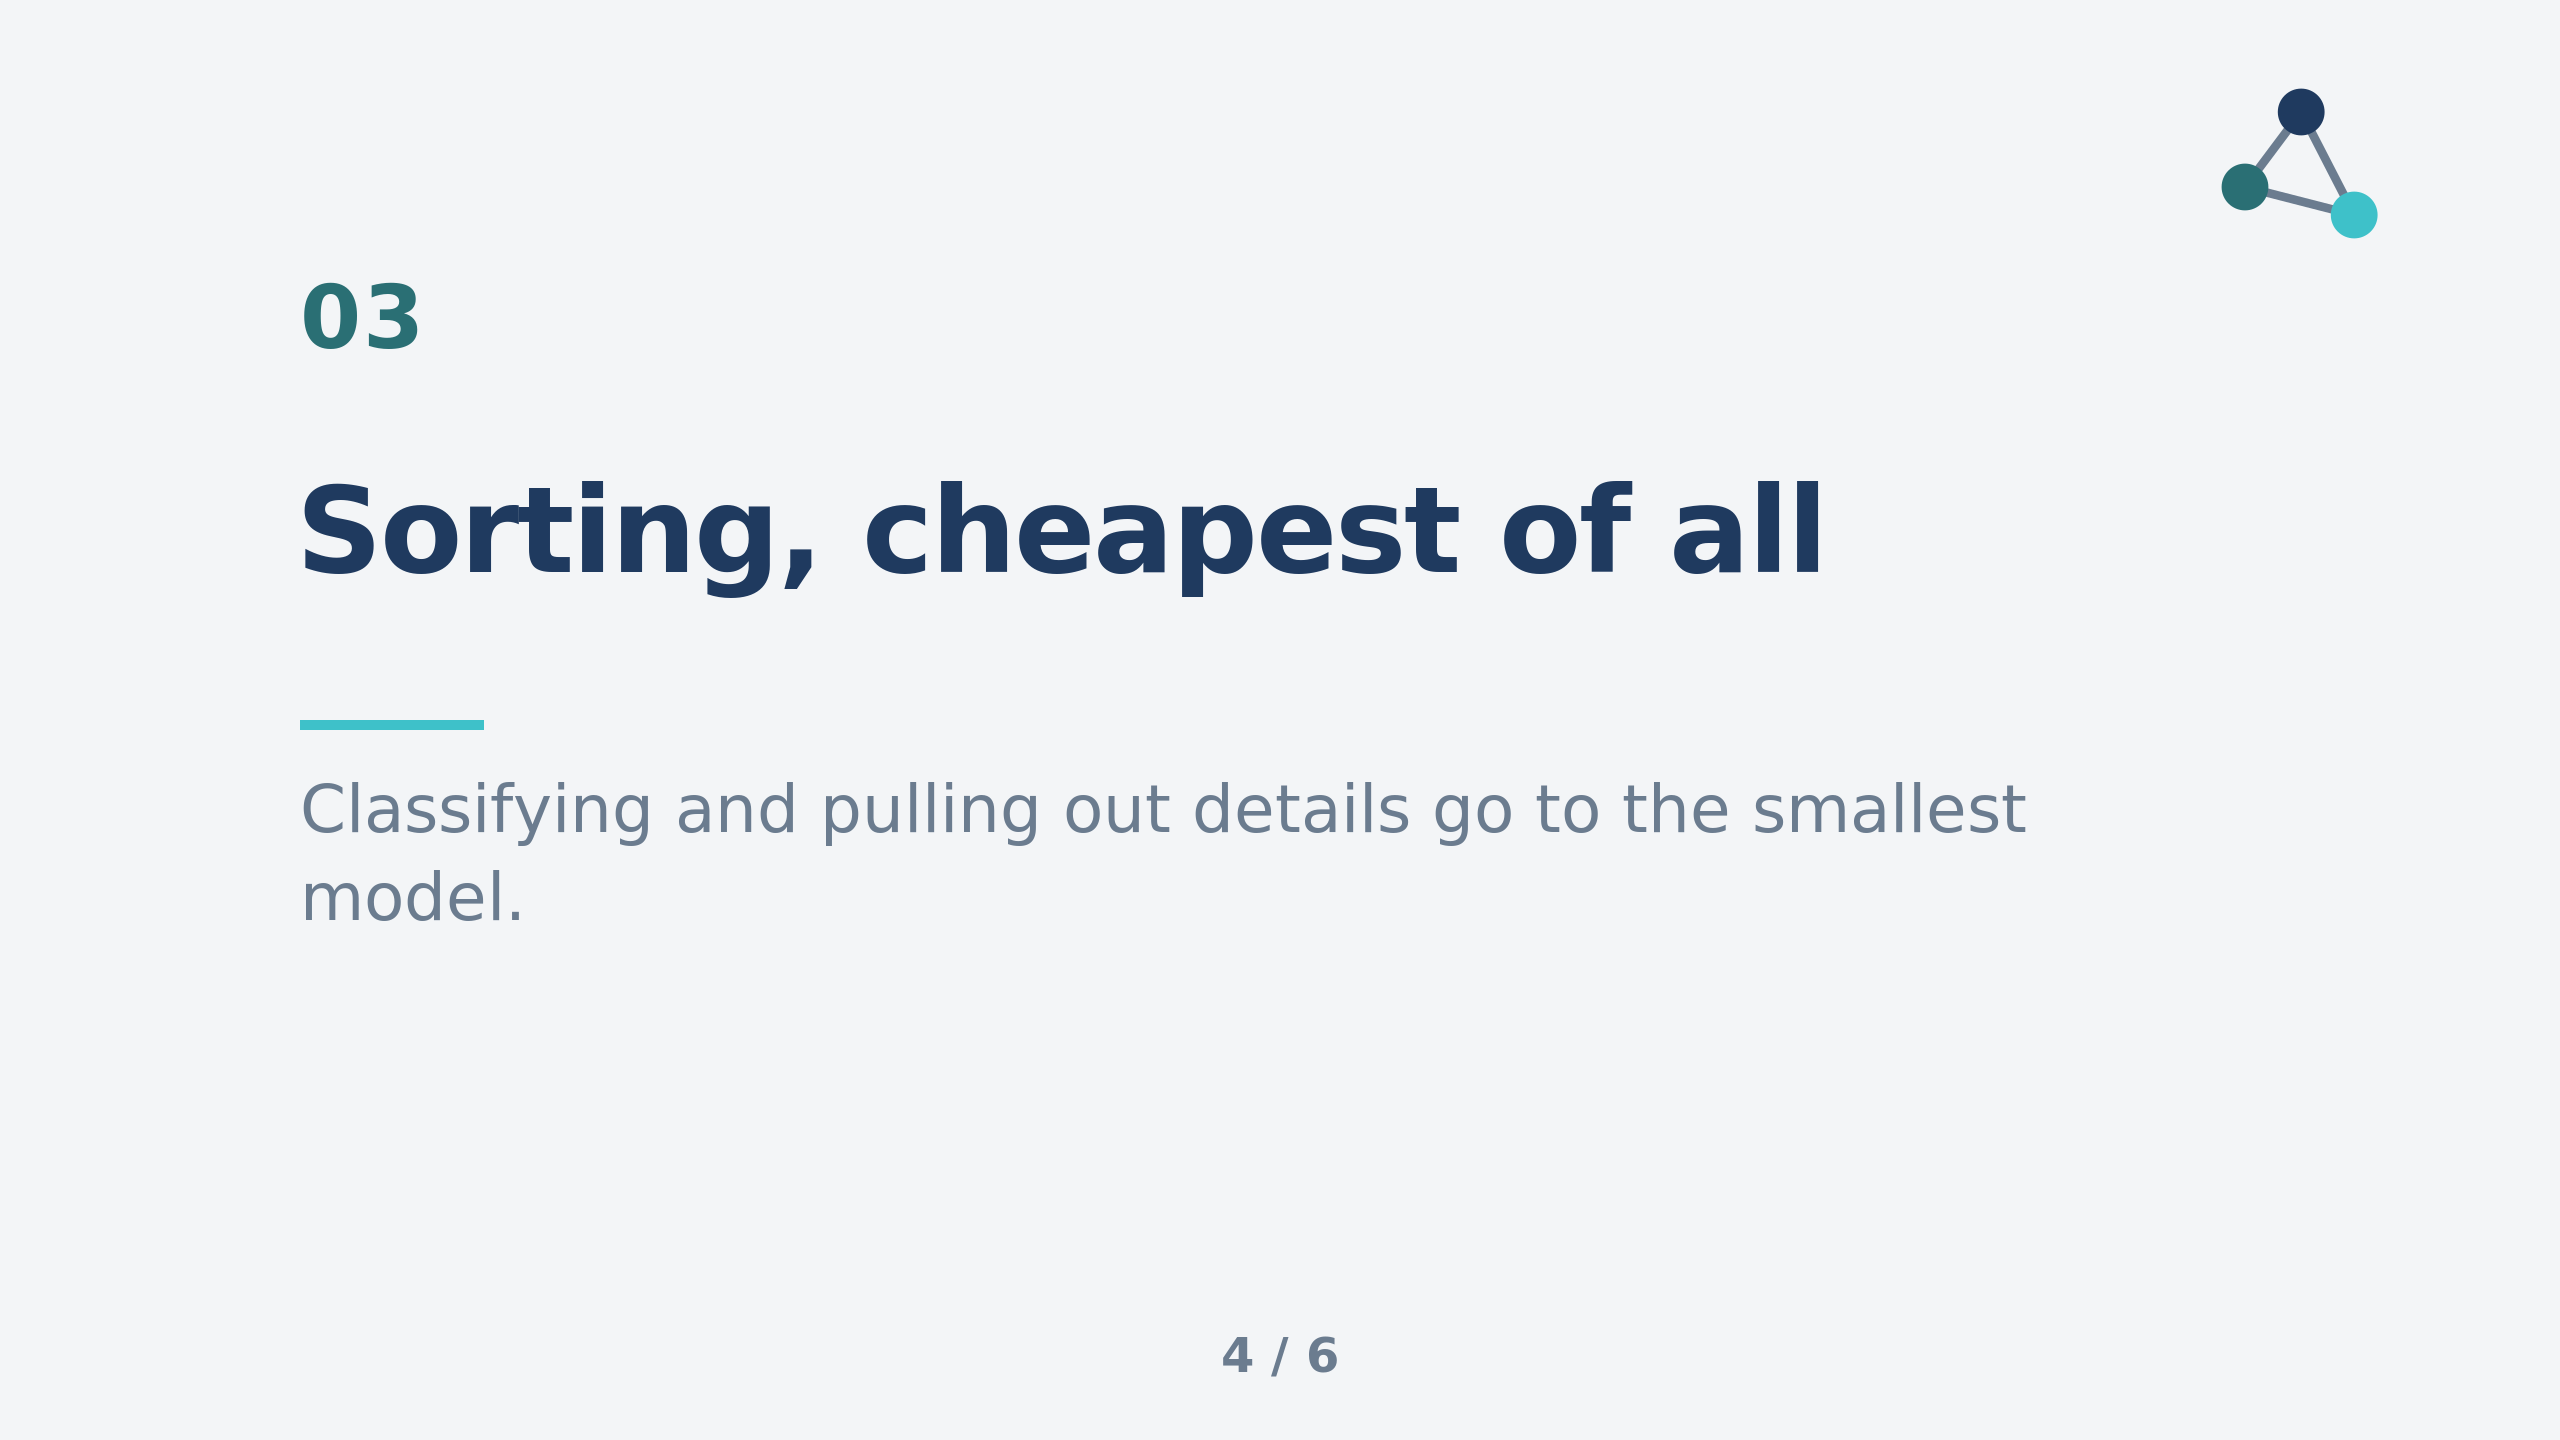 03
Sorting, cheapest of all
Classifying and pulling out details go to the smallest
model.
4 / 6